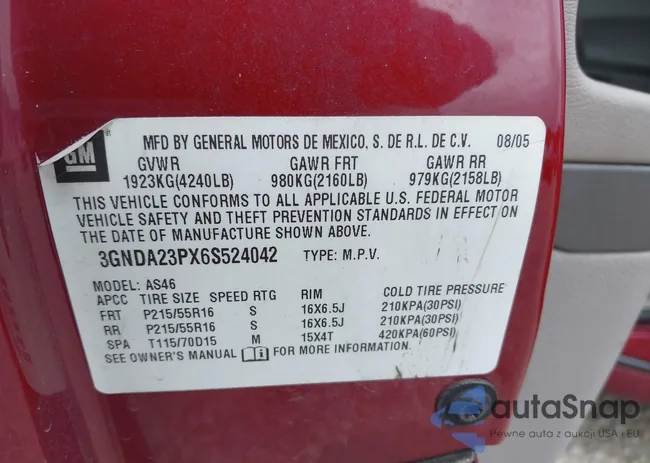 GM
MFD BY GENERAL MOTORS DE MEXICO, S. DE R.L. DE C.V. 08/05
GVWR GAWR FRT GAWR RR
1923KG(4240LB) 980KG(2160LB) 979KG(2158LB)
THIS VEHICLE CONFORMS TO ALL APPLICABLE U.S. FEDERAL MOTOR
VEHICLE SAFETY AND THEFT PREVENTION STANDARDS IN EFFECT ON
THE DATE OF MANUFACTURE SHOWN ABOVE.
3GNDA23PX6S524042 TYPE: M.P.V.
MODEL: AS46
APCC TIRE SIZE SPEED RTG RIM COLD TIRE PRESSURE
FRT P215/55R16 S 16X6.5J 210KPA(30PSI)
RR P215/55R16 S 16X6.5J 210KPA(30PSI)
SPA T115/70D15 M 15X4T 420KPA(60PSI)
SEE OWNER'S MANUAL i FOR MORE INFORMATION.
autaSnap
Pewne auta z aukcji USA i EU